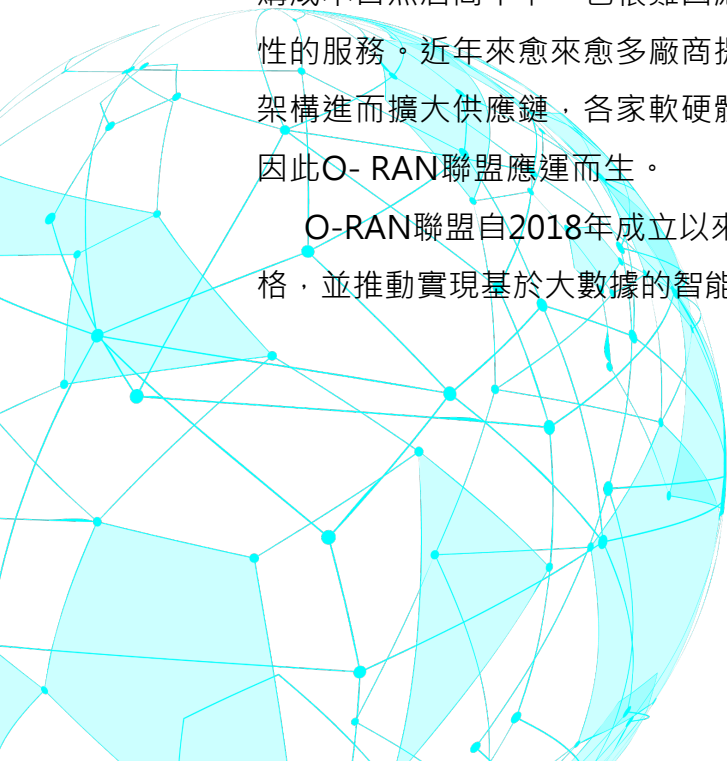 性的服務。近年來愈來愈多廠商提
架構進而擴大供應鏈，各家軟硬體
因此O- RAN聯盟應運而生。
O-RAN聯盟自2018年成立以來
格，並推動實現基於大數據的智能